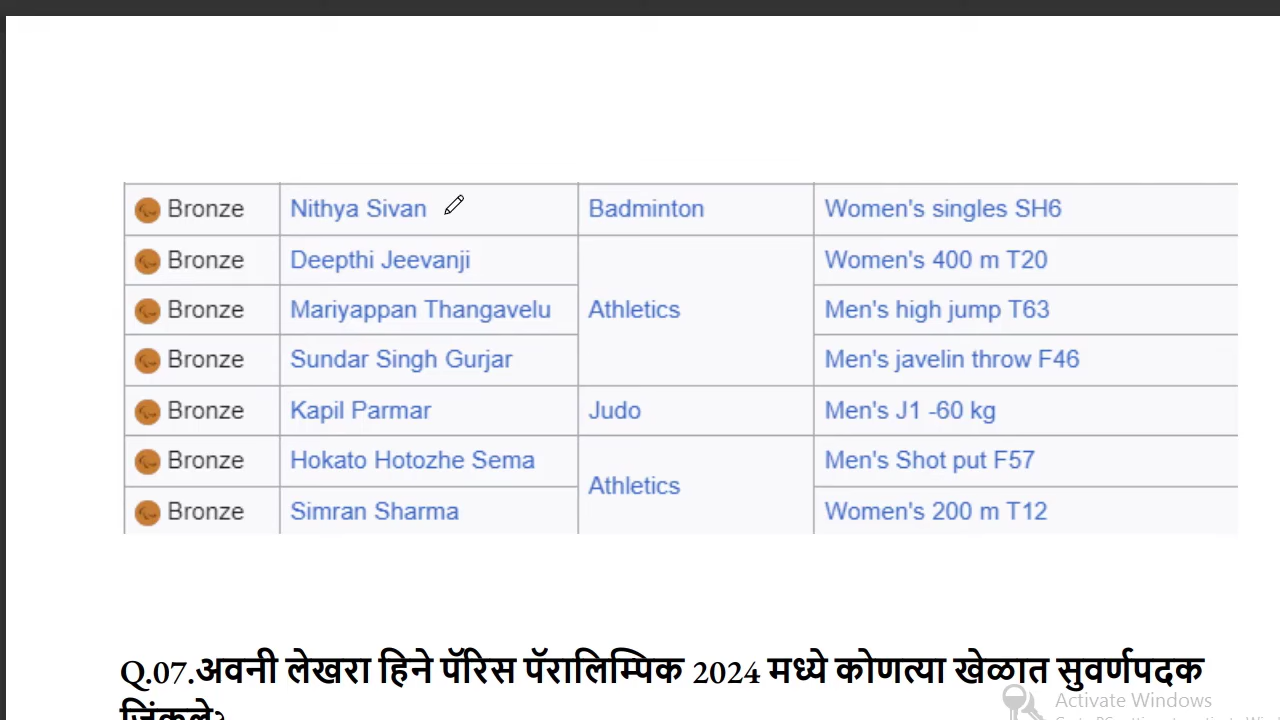 Bronze Nithya Sivan Badminton Women's singles SH6
Bronze Deepthi Jeevanji Women's 400 m T20
Bronze Mariyappan Thangavelu Athletics Men's high jump T63
Bronze Sundar Singh Gurjar Men's javelin throw F46
Bronze Kapil Parmar Judo Men's J1 -60 kg
Bronze Hokato Hotozhe Sema Athletics Men's Shot put F57
Bronze Simran Sharma Women's 200 m T12
Q.07.अवनी लेखरा हिने पॅरिस पॅरालिम्पिक 2024 मध्ये कोणत्या खेळात सुवर्णपदक
जिंकले?
Activate Windows